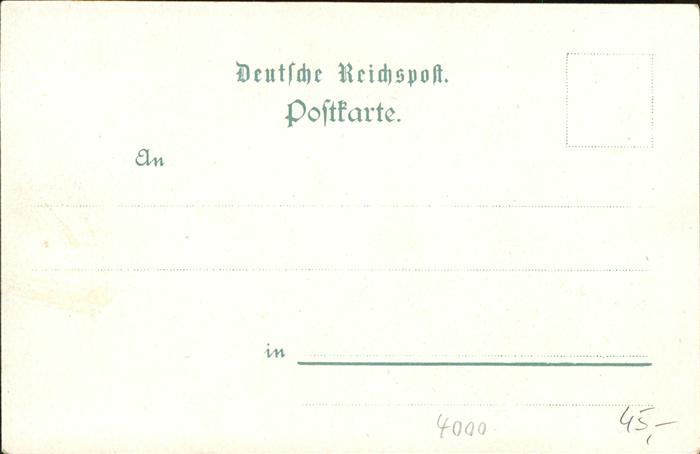 Deutſche Reichspoſt.
Poſtkarte.
An
in
4000
45,-